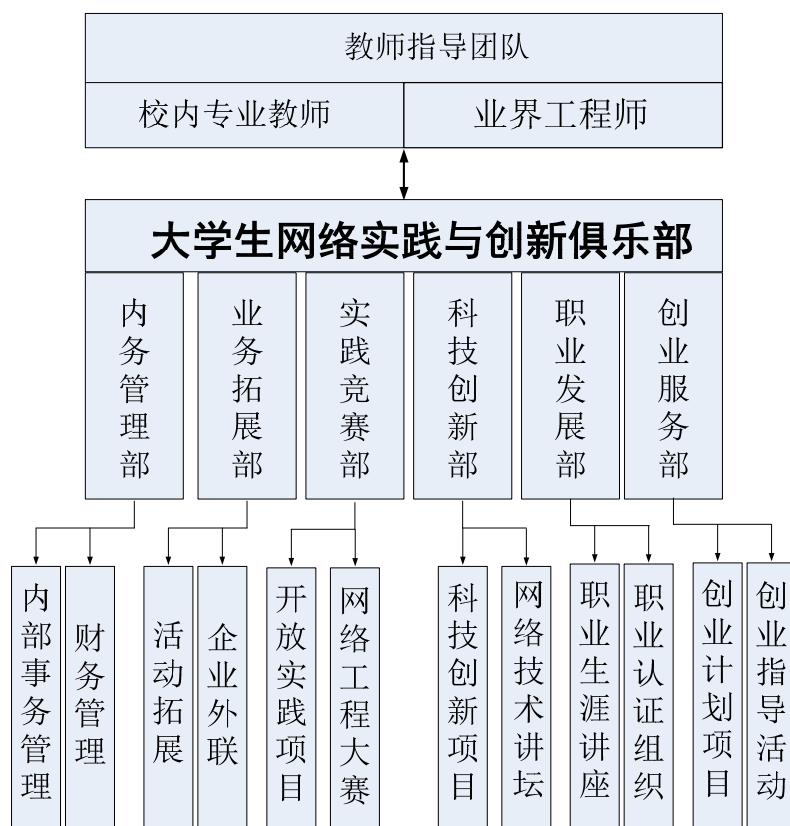 教师指导团队
校内专业教师
业界工程师
大学生网络实践与创新俱乐部
内务管理部
业务拓展部
实践竞赛部
科技创新部
职业发展部
创业服务部
内部事务管理
财务管理
活动拓展
企业外联
开放实践项目
网络工程大赛
科技创新项目
网络技术讲坛
职业生涯讲座
职业认证组织
创业计划项目
创业指导活动